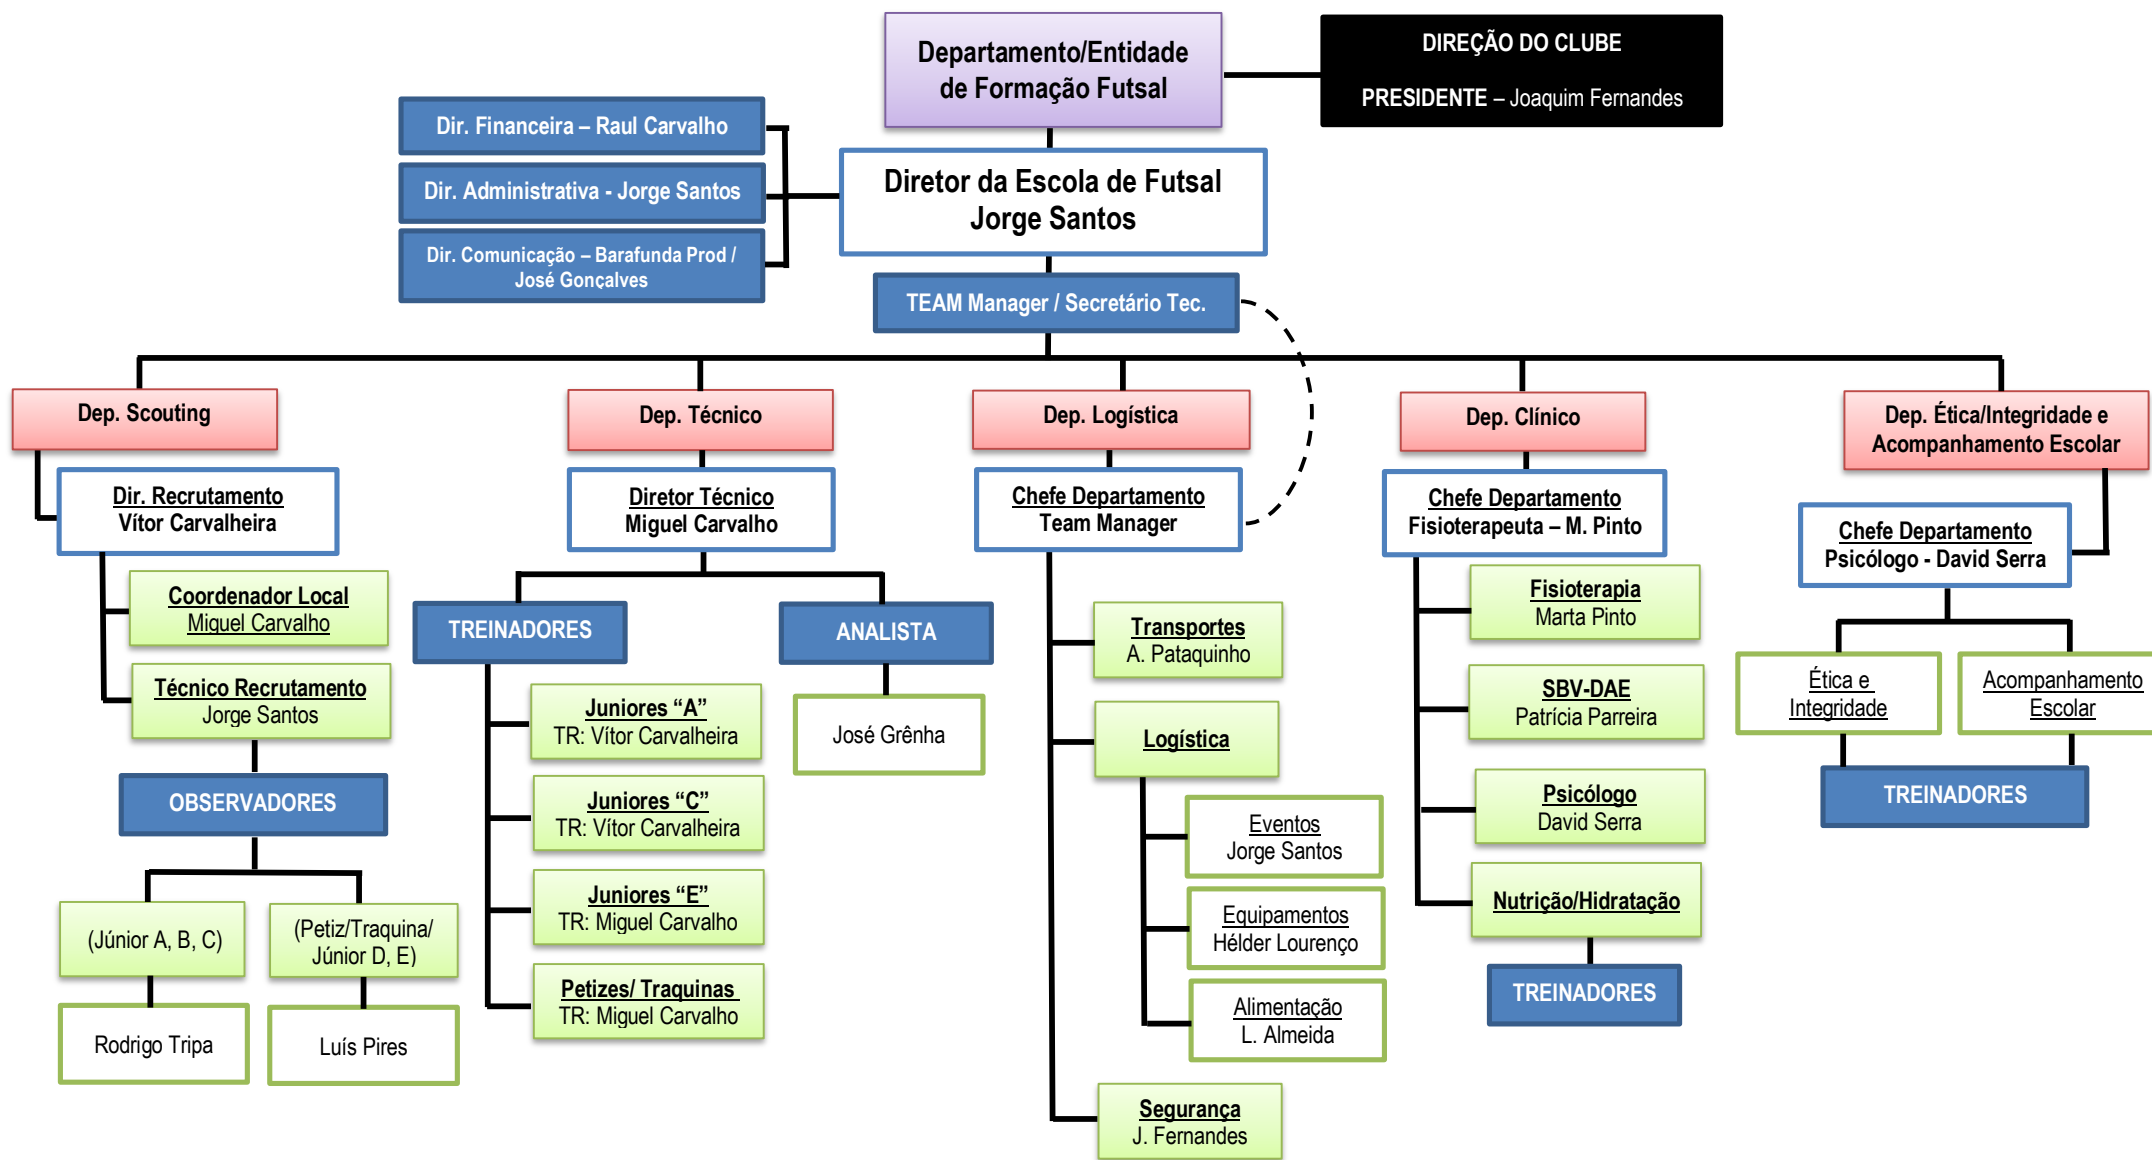 Departamento/Entidade
de Formação Futsal
DIREÇÃO DO CLUBE
PRESIDENTE – Joaquim Fernandes
Dir. Financeira – Raul Carvalho
Dir. Administrativa - Jorge Santos
Dir. Comunicação – Barafunda Prod /
José Gonçalves
Diretor da Escola de Futsal
Jorge Santos
TEAM Manager / Secretário Tec.
Dep. Scouting
Dir. Recrutamento
Vítor Carvalheira
Coordenador Local
Miguel Carvalho
Técnico Recrutamento
Jorge Santos
OBSERVADORES
(Júnior A, B, C)
Rodrigo Tripa
(Petiz/Traquina/
Júnior D, E)
Luís Pires
Dep. Técnico
Diretor Técnico
Miguel Carvalho
TREINADORES
Juniores “A”
TR: Vítor Carvalheira
Juniores “C”
TR: Vítor Carvalheira
Juniores “E”
TR: Miguel Carvalho
Petizes/ Traquinas
TR: Miguel Carvalho
ANALISTA
José Grênha
Dep. Logística
Chefe Departamento
Team Manager
Transportes
A. Pataquinho
Logística
Eventos
Jorge Santos
Equipamentos
Hélder Lourenço
Alimentação
L. Almeida
Segurança
J. Fernandes
Dep. Clínico
Chefe Departamento
Fisioterapeuta – M. Pinto
Fisioterapia
Marta Pinto
SBV-DAE
Patrícia Parreira
Psicólogo
David Serra
Nutrição/Hidratação
TREINADORES
Dep. Ética/Integridade e
Acompanhamento Escolar
Chefe Departamento
Psicólogo - David Serra
Ética e
Integridade
Acompanhamento
Escolar
TREINADORES